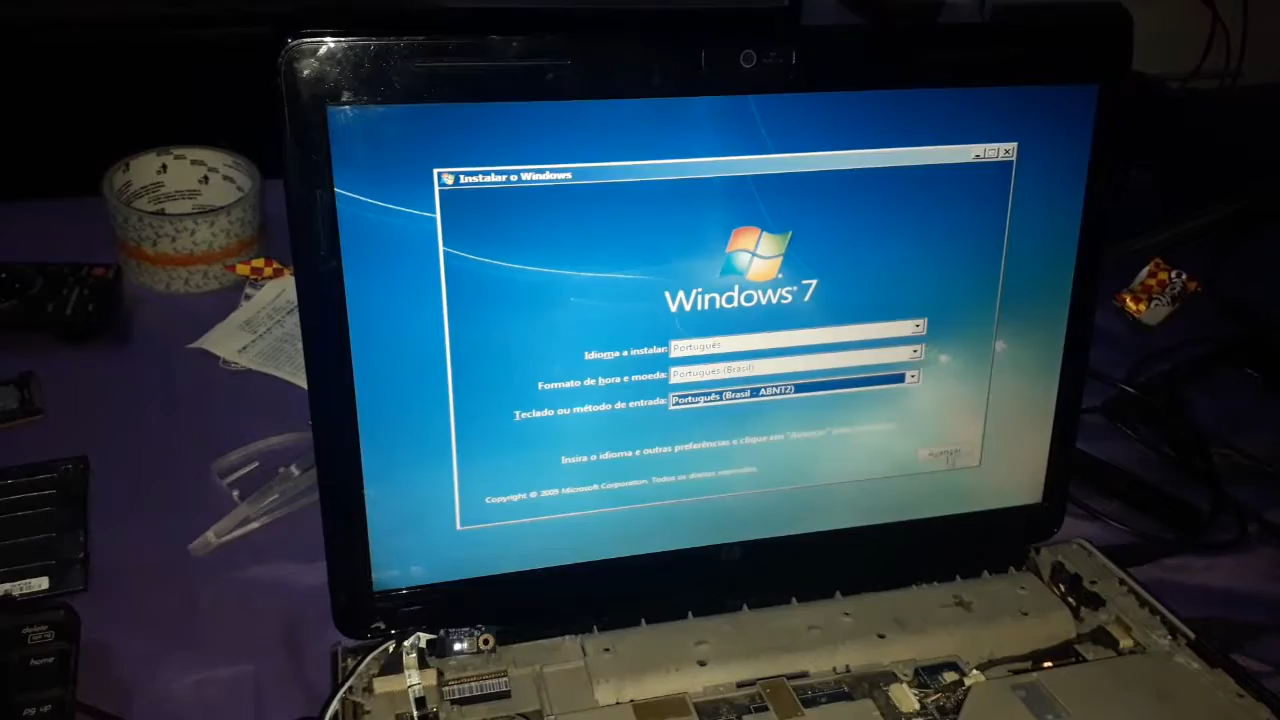 Instalar o Windows
Windows 7
Idioma a instalar: Português
Formato de hora e moeda: Português (Brasil)
Teclado ou método de entrada: Português (Brasil - ABNT2)
Insira o idioma e outras preferências e clique em "Avançar"
Copyright © 2009 Microsoft Corporation. Todos os direitos reservados.
delete
home
pg up